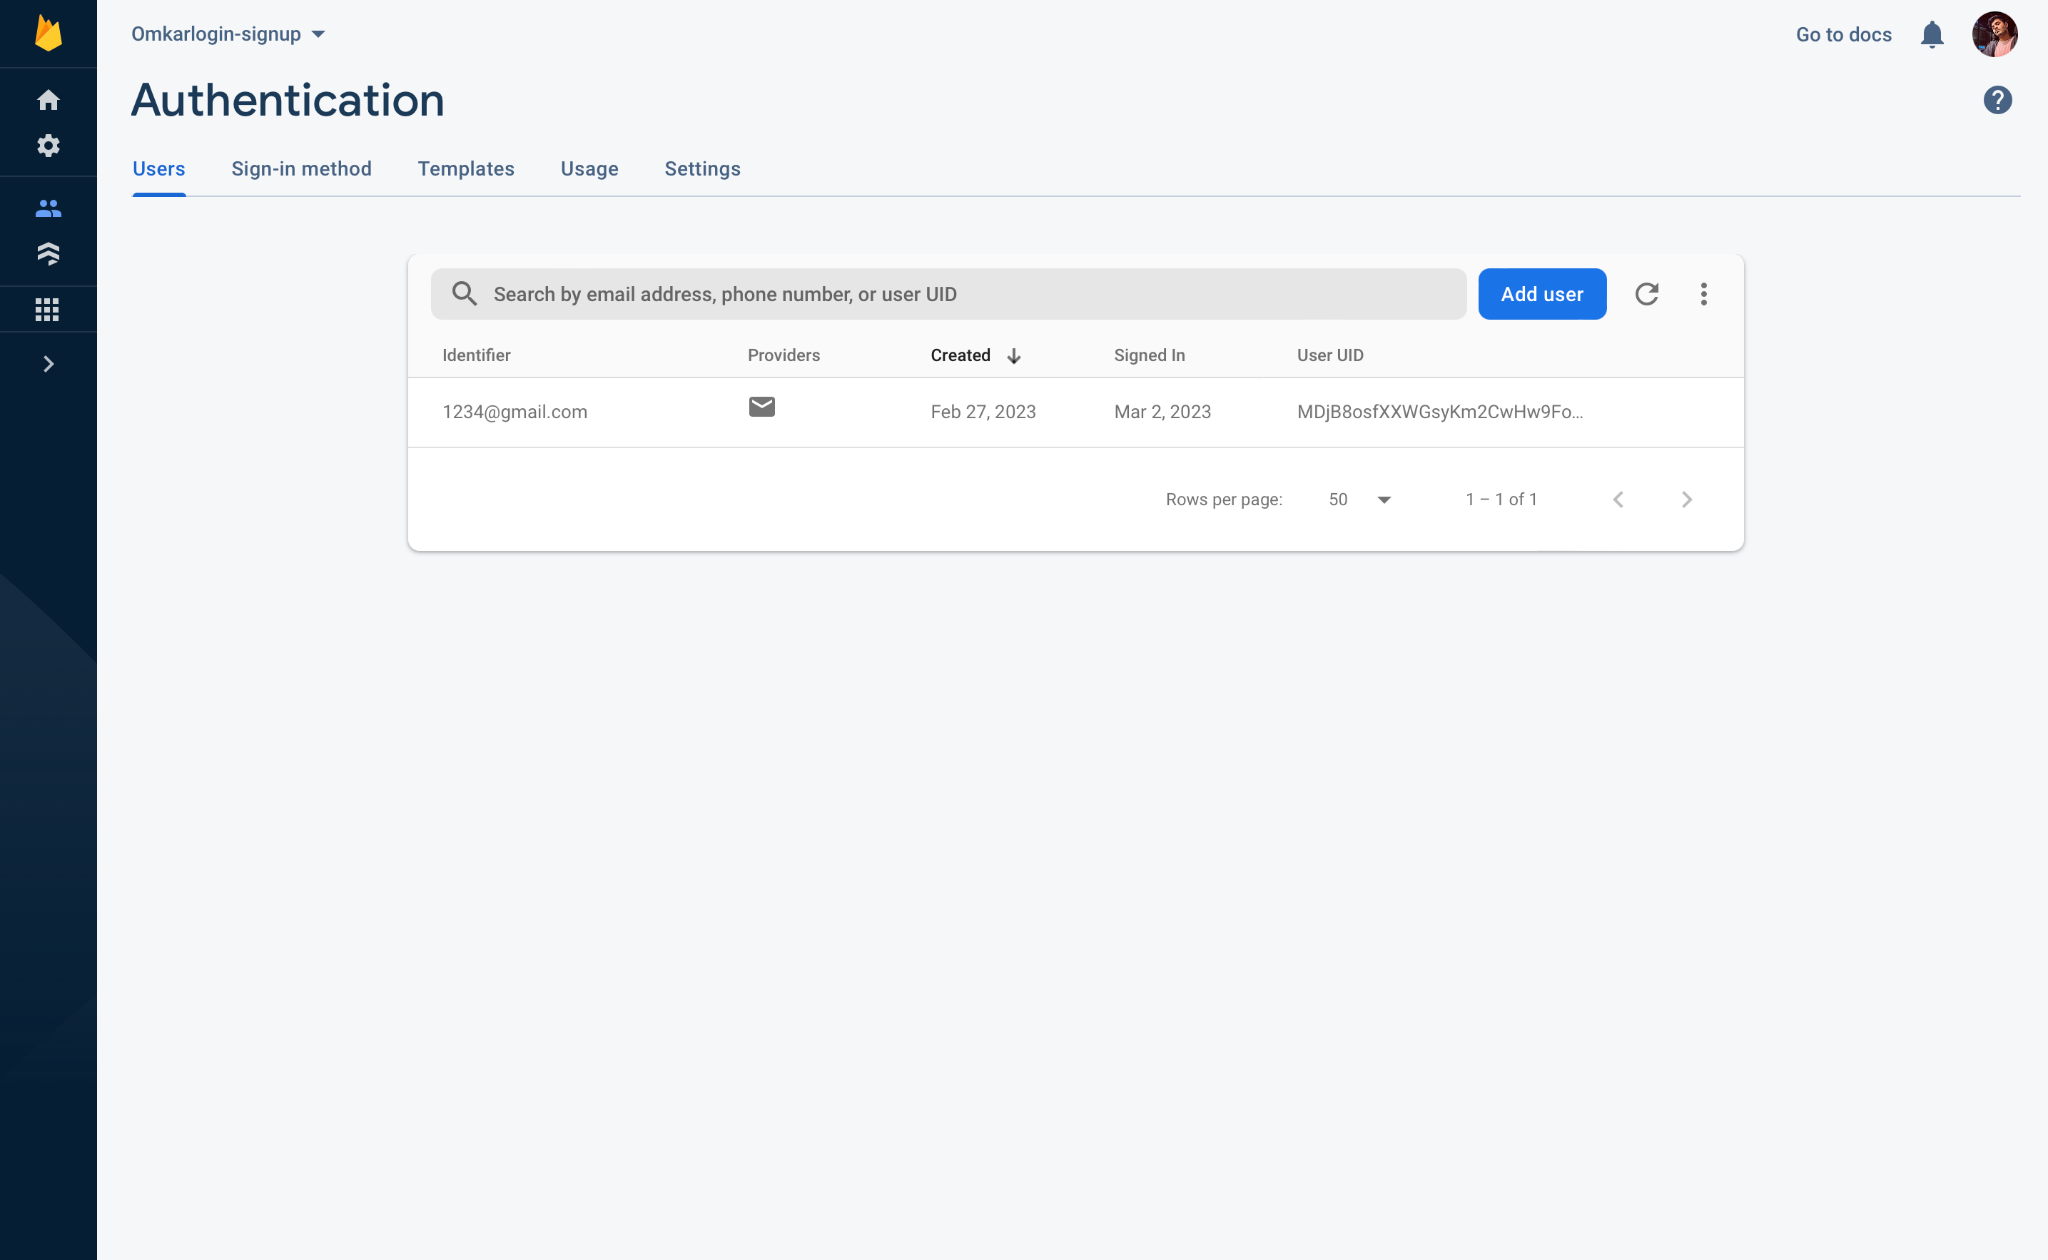 Omkarlogin-signup
Go to docs
Authentication
Users Sign-in method Templates Usage Settings
Search by email address, phone number, or user UID Add user
Identifier Providers Created Signed In User UID
1234@gmail.com Feb 27, 2023 Mar 2, 2023 MDjB8osfXXWGsyKm2CwHw9Fo...
Rows per page: 50 1 – 1 of 1